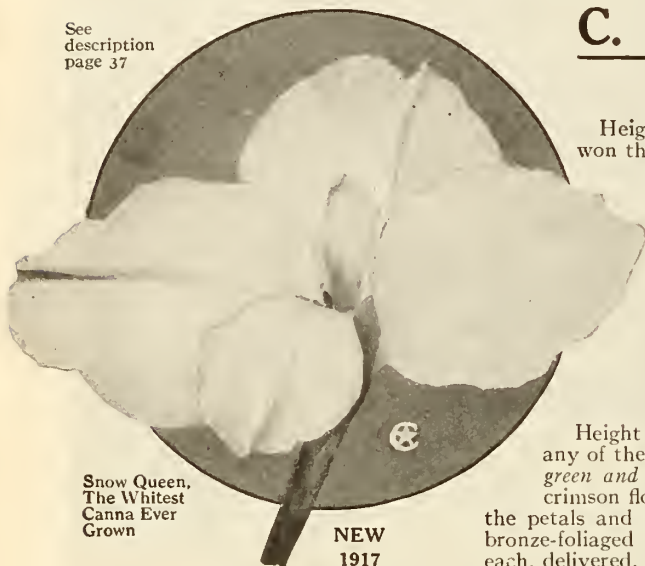 See
description
page 37
C.
Heig
won th
Snow Queen,
The Whitest
Canna Ever
Grown
NEW
1917
Height
any of the
green and
crimson flo
the petals and
bronze-foliaged
each, delivered.